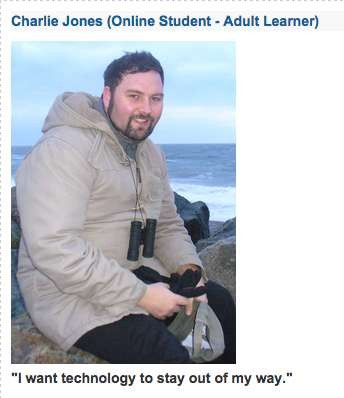 Charlie Jones (Online Student - Adult Learner)
"I want technology to stay out of my way."